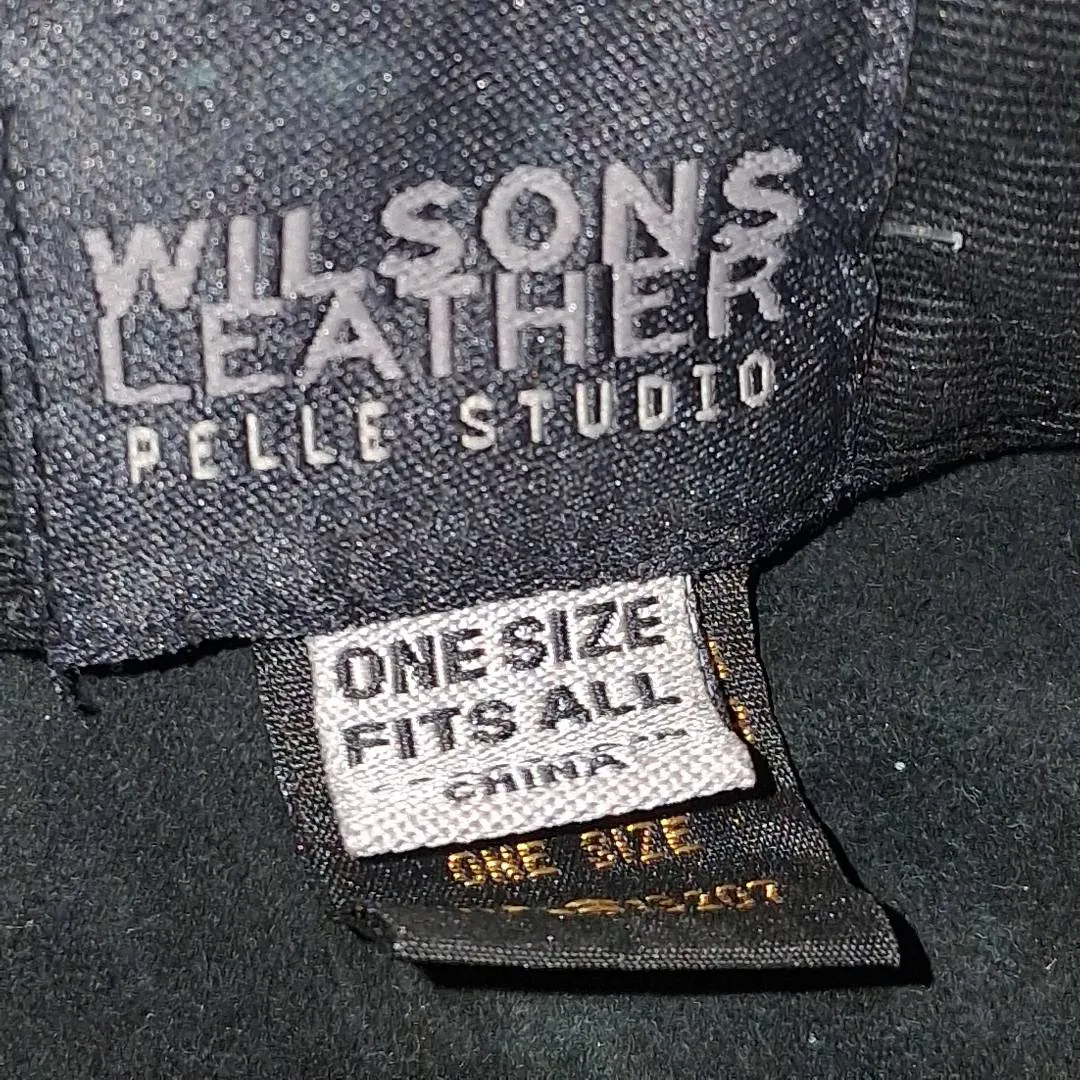 WILSONS
LEATHER
PELLE STUDIO
ONE SIZE
FITS ALL
CHINA
ONE SIZE